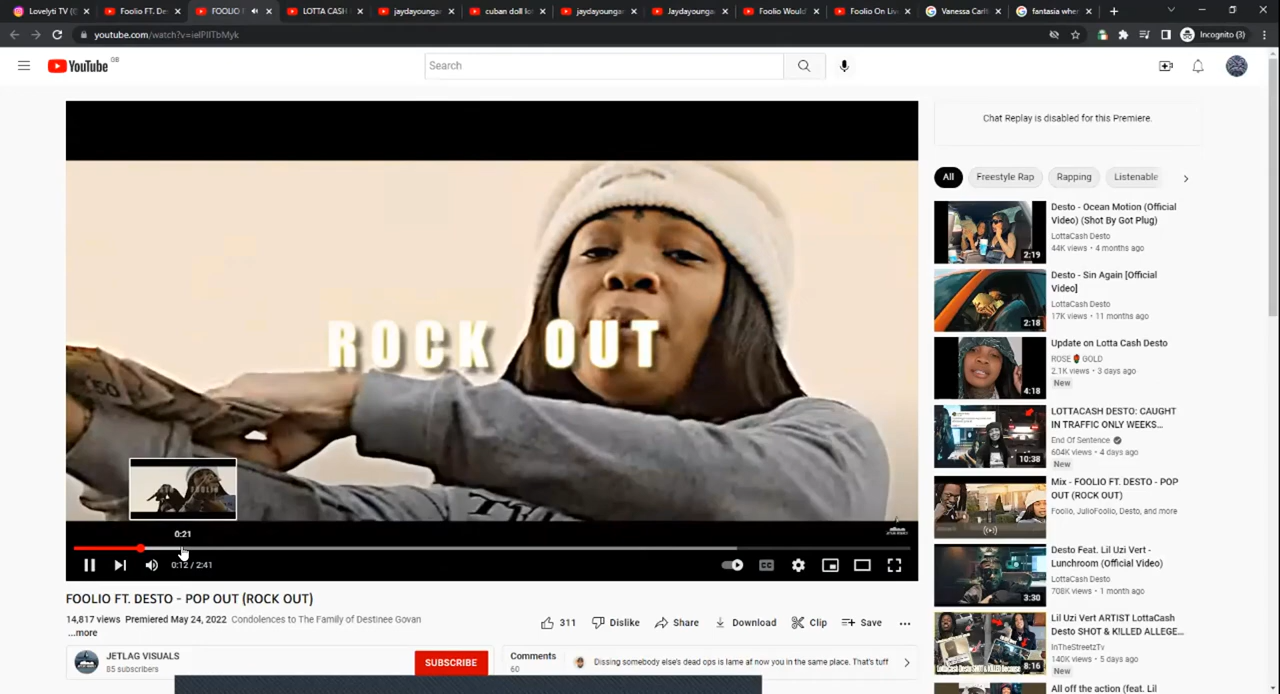 Lovelyti TV (
Foolio FT. Des
FOOLIO F
LOTTA CASH
jaydayoungan
cuban doll lo
jaydayoungan
Jaydayoungan
Foolio Would
Foolio On Live
Vanessa Carlt
fantasia when
youtube.com/watch?v=ieIPlITbMyk
Incognito (3)
YouTube GB
Search
Chat Replay is disabled for this Premiere.
All
Freestyle Rap
Rapping
Listenable
ROCK OUT
0:21
0:12 / 2:41
CC
FOOLIO FT. DESTO - POP OUT (ROCK OUT)
14,817 views Premiered May 24, 2022 Condolences to The Family of Destinee Govan
...more
311
Dislike
Share
Download
Clip
Save
JETLAG VISUALS
85 subscribers
SUBSCRIBE
Comments
60
Dissing somebody else's dead ops is lame af now you in the same place. That's tuff
Desto - Ocean Motion (Official
Video) (Shot By Got Plug)
LottaCash Desto
44K views • 4 months ago
2:19
Desto - Sin Again [Official
Video]
LottaCash Desto
17K views • 11 months ago
2:18
Update on Lotta Cash Desto
ROSE🌹GOLD
2.1K views • 3 days ago
New
4:18
LOTTACASH DESTO: CAUGHT
IN TRAFFIC ONLY WEEKS...
End Of Sentence
604K views • 4 days ago
New
10:38
Mix - FOOLIO FT. DESTO - POP
OUT (ROCK OUT)
Foolio, JulioFoolio, Desto, and more
Desto Feat. Lil Uzi Vert -
Lunchroom (Official Video)
LottaCash Desto
708K views • 1 month ago
3:30
Lil Uzi Vert ARTIST LottaCash
Desto SHOT & KILLED ALLEGE...
InTheStreetzTv
140K views • 5 days ago
New
8:16
All off the action (feat. Lil